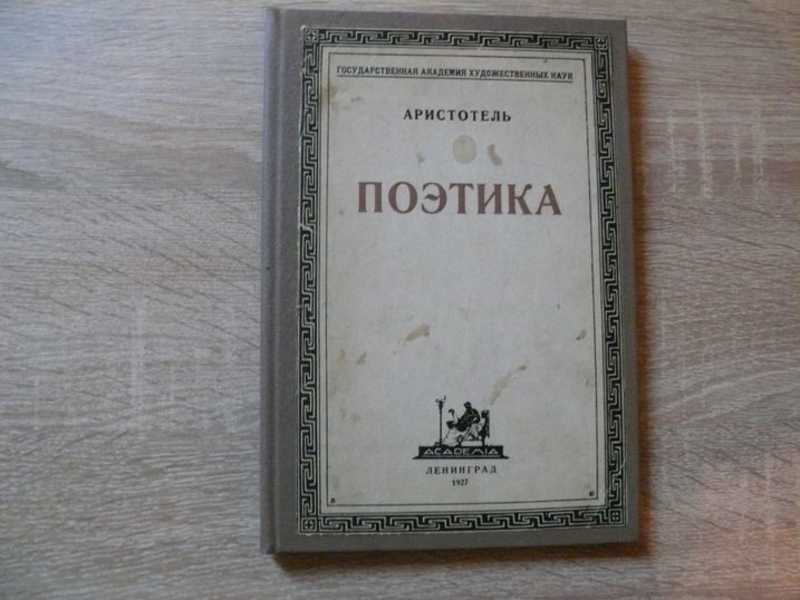 ГОСУДАРСТВЕННАЯ АКАДЕМИЯ ХУДОЖЕСТВЕННЫХ НАУК
АРИСТОТЕЛЬ
ПОЭТИКА
ACADEMIA
ЛЕНИНГРАД
1927